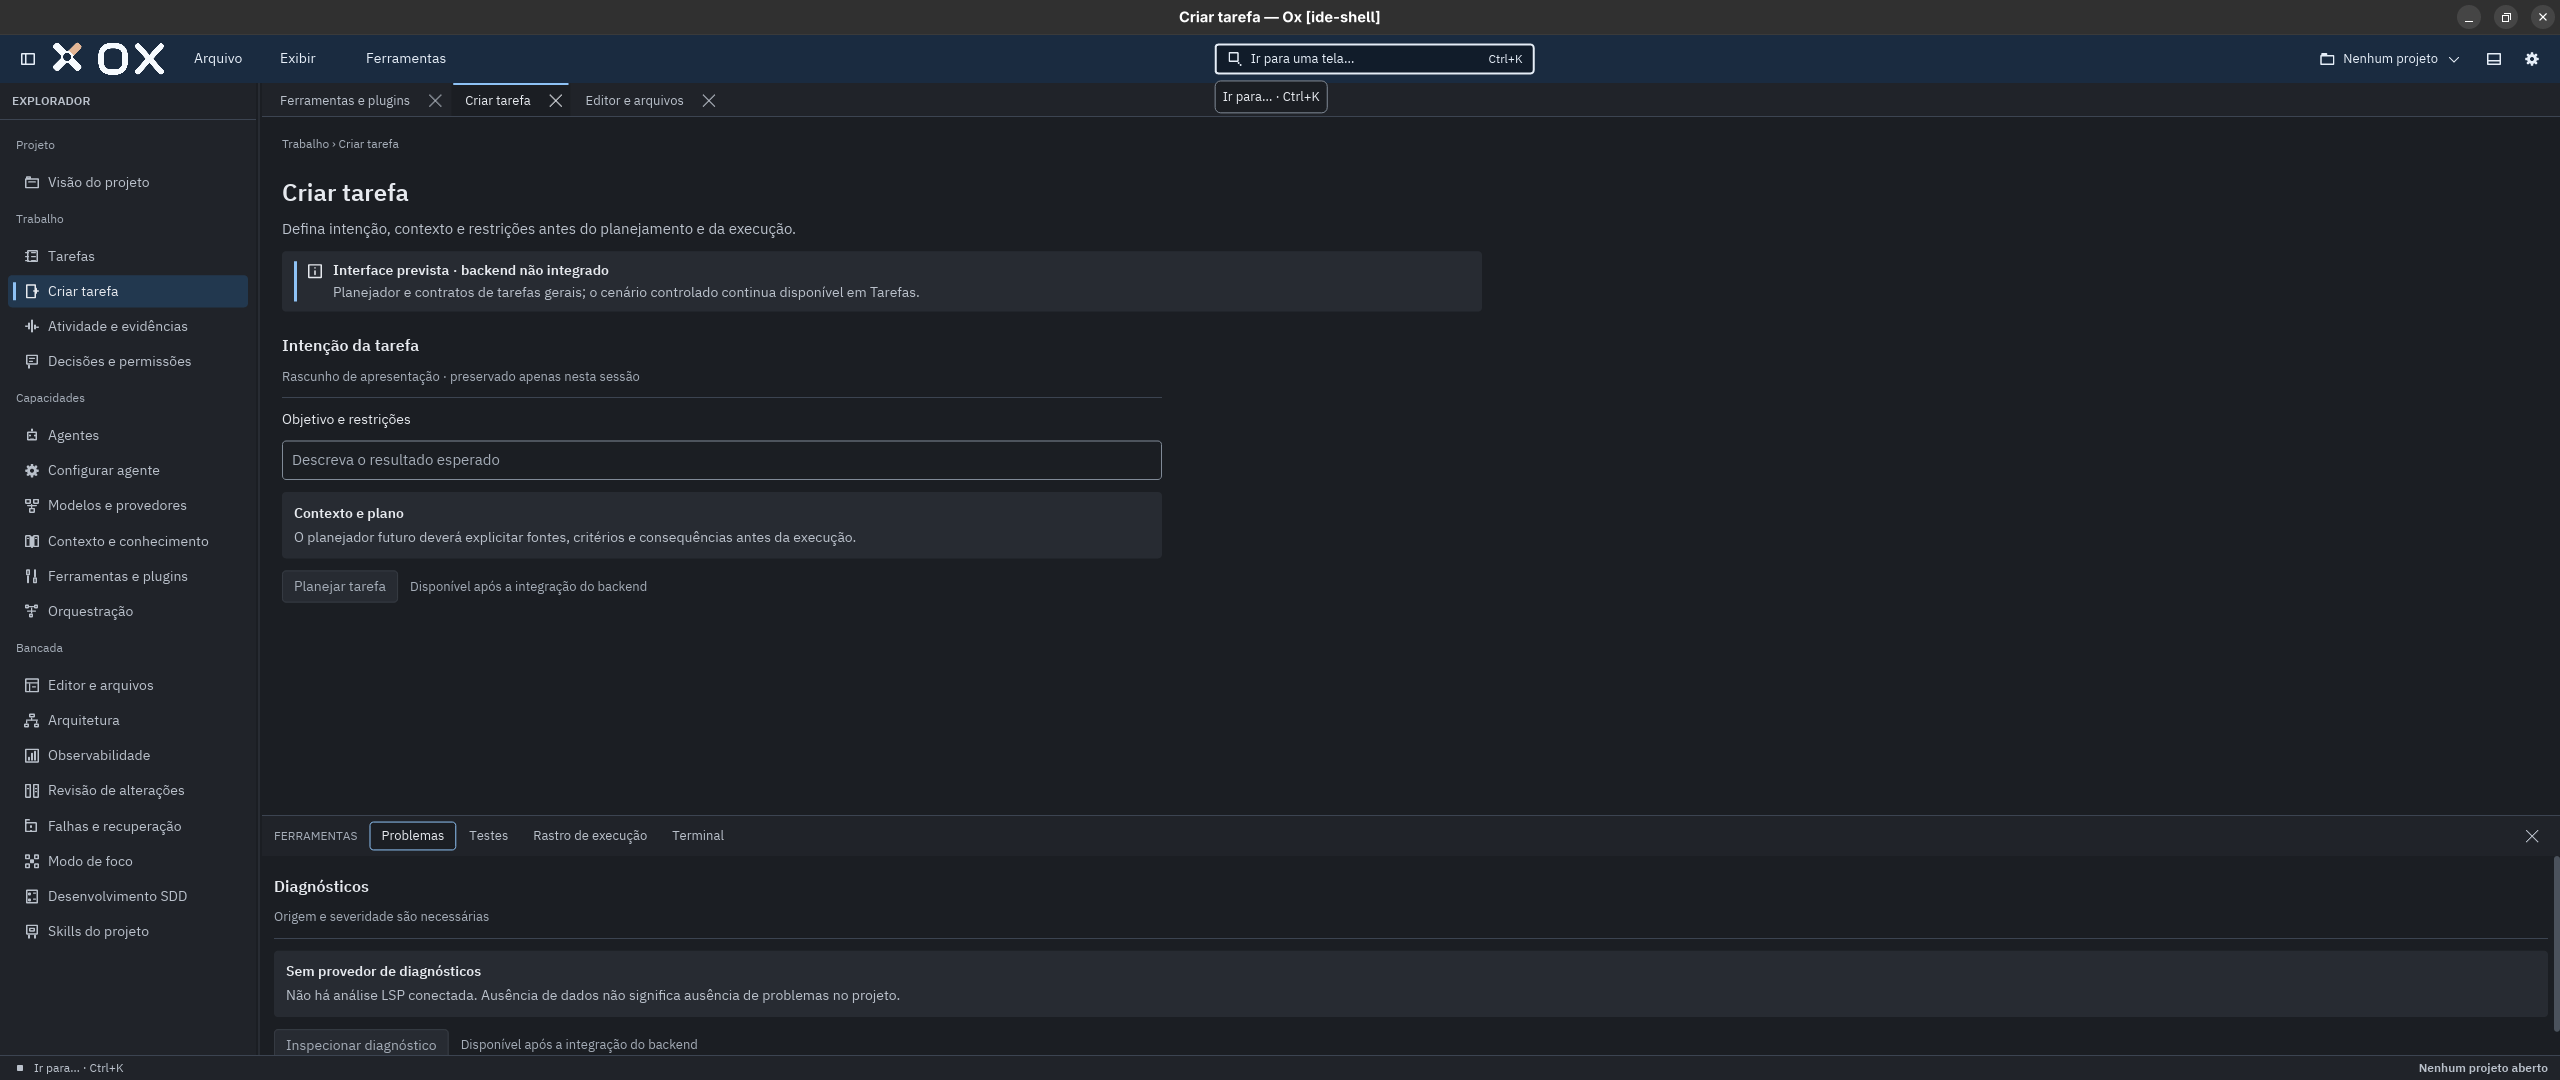 Criar tarefa — Ox [ide-shell]
OX
Arquivo
Exibir
Ferramentas
Ir para uma tela... Ctrl+K
Nenhum projeto
EXPLORADOR
Ferramentas e plugins
Criar tarefa
Editor e arquivos
Ir para... · Ctrl+K
Projeto
Visão do projeto
Trabalho
Tarefas
Criar tarefa
Atividade e evidências
Decisões e permissões
Capacidades
Agentes
Configurar agente
Modelos e provedores
Contexto e conhecimento
Ferramentas e plugins
Orquestração
Bancada
Editor e arquivos
Arquitetura
Observabilidade
Revisão de alterações
Falhas e recuperação
Modo de foco
Desenvolvimento SDD
Skills do projeto
Trabalho › Criar tarefa
Criar tarefa
Defina intenção, contexto e restrições antes do planejamento e da execução.
Interface prevista · backend não integrado
Planejador e contratos de tarefas gerais; o cenário controlado continua disponível em Tarefas.
Intenção da tarefa
Rascunho de apresentação · preservado apenas nesta sessão
Objetivo e restrições
Descreva o resultado esperado
Contexto e plano
O planejador futuro deverá explicitar fontes, critérios e consequências antes da execução.
Planejar tarefa
Disponível após a integração do backend
FERRAMENTAS
Problemas
Testes
Rastro de execução
Terminal
Diagnósticos
Origem e severidade são necessárias
Sem provedor de diagnósticos
Não há análise LSP conectada. Ausência de dados não significa ausência de problemas no projeto.
Inspecionar diagnóstico
Disponível após a integração do backend
Ir para... · Ctrl+K
Nenhum projeto aberto